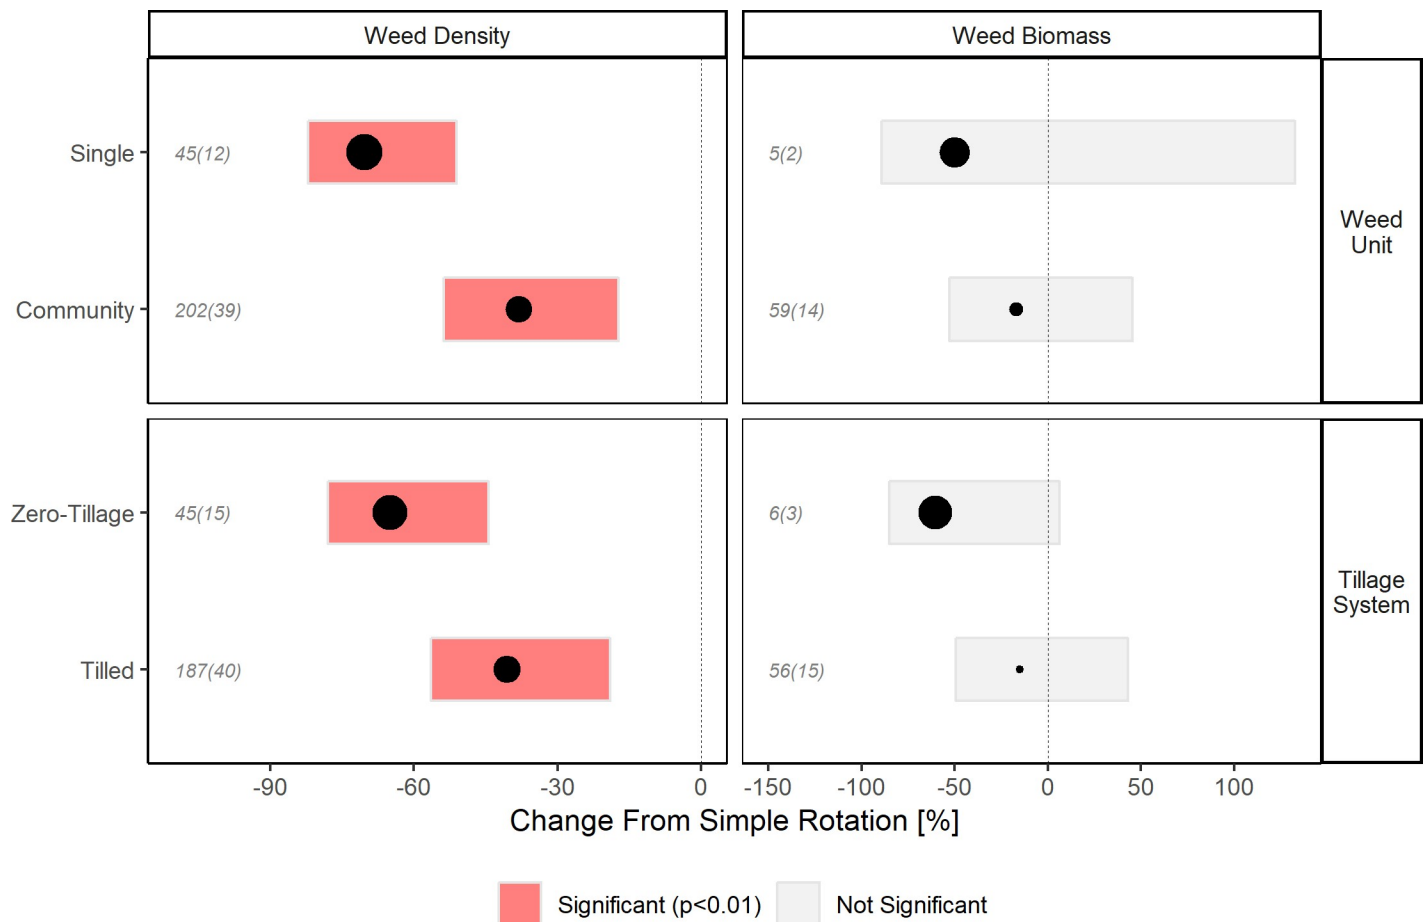 Weed Density
Weed Biomass
Single
45(12)
5(2)
Community
202(39)
59(14)
Weed
Unit
Zero-Tillage
45(15)
6(3)
Tilled
187(40)
56(15)
Tillage
System
-90
-60
-30
0
-150
-100
-50
0
50
100
Change From Simple Rotation [%]
Significant (p<0.01)
Not Significant